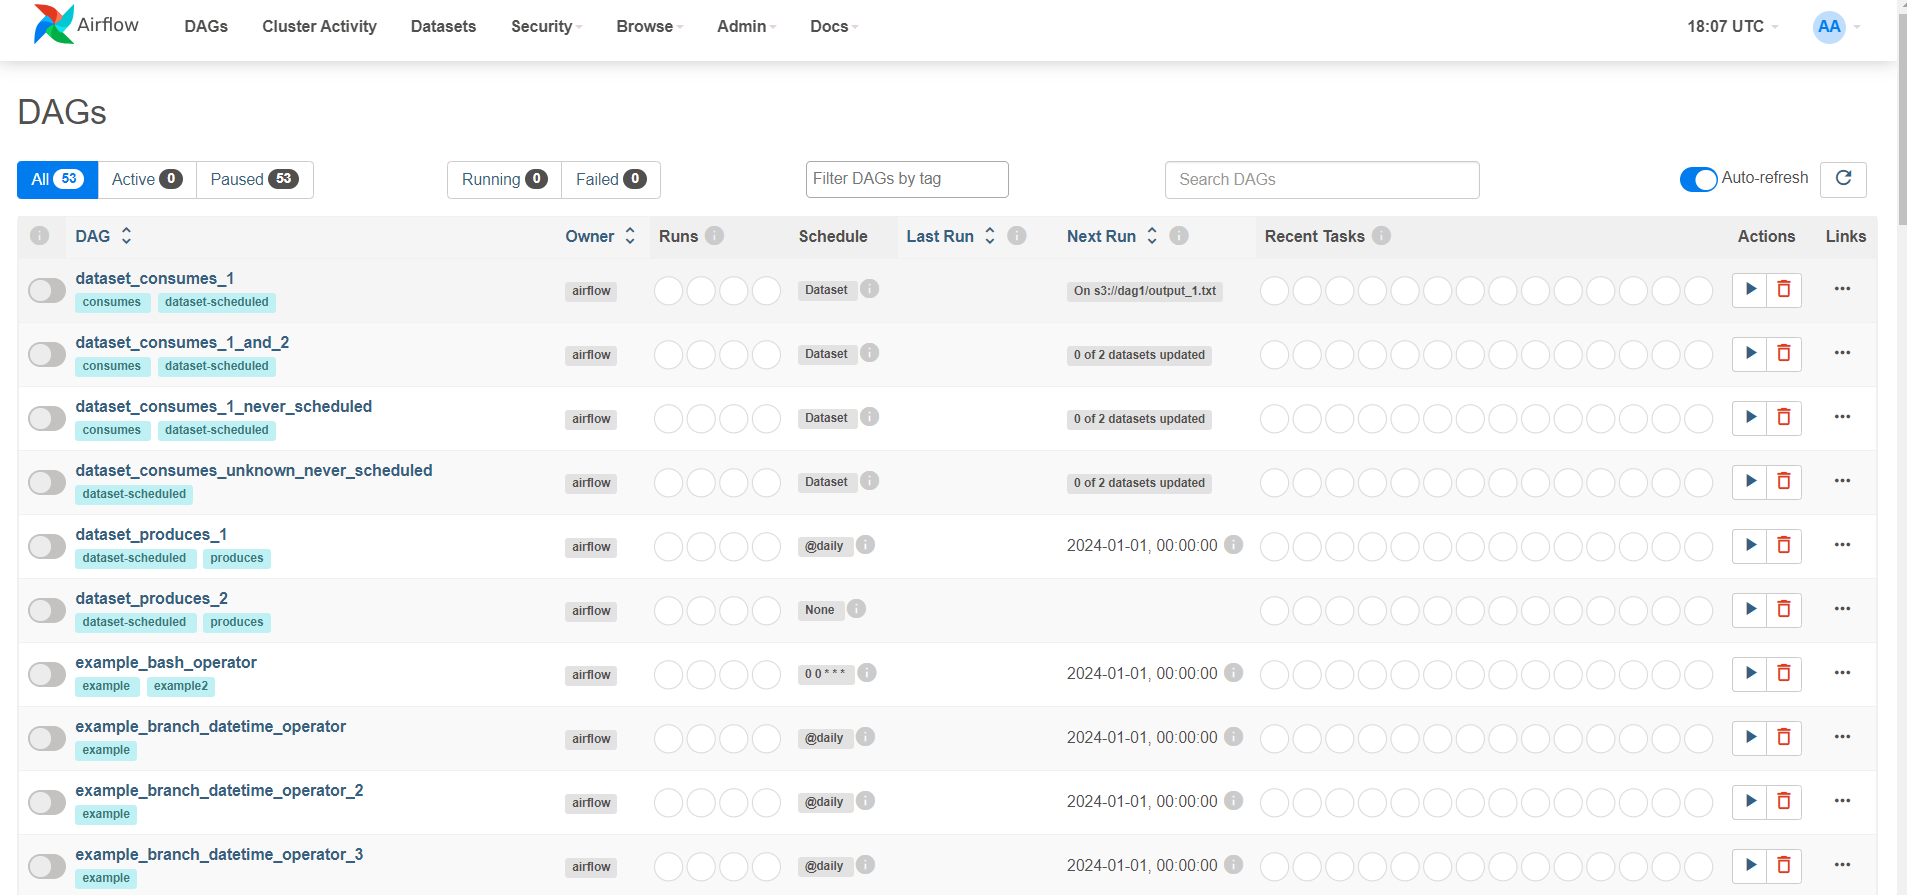 Airflow DAGs Cluster Activity Datasets Security Browse Admin Docs 18:07 UTC AA
DAGs
All 53 Active 0 Paused 53 Running 0 Failed 0 Filter DAGs by tag Search DAGs Auto-refresh
DAG Owner Runs Schedule Last Run Next Run Recent Tasks Actions Links
dataset_consumes_1
consumes dataset-scheduled airflow Dataset On s3://dag1/output_1.txt
dataset_consumes_1_and_2
consumes dataset-scheduled airflow Dataset 0 of 2 datasets updated
dataset_consumes_1_never_scheduled
consumes dataset-scheduled airflow Dataset 0 of 2 datasets updated
dataset_consumes_unknown_never_scheduled
dataset-scheduled airflow Dataset 0 of 2 datasets updated
dataset_produces_1
dataset-scheduled produces airflow @daily 2024-01-01, 00:00:00
dataset_produces_2
dataset-scheduled produces airflow None
example_bash_operator
example example2 airflow 0 0 * * * 2024-01-01, 00:00:00
example_branch_datetime_operator
example airflow @daily 2024-01-01, 00:00:00
example_branch_datetime_operator_2
example airflow @daily 2024-01-01, 00:00:00
example_branch_datetime_operator_3
example airflow @daily 2024-01-01, 00:00:00